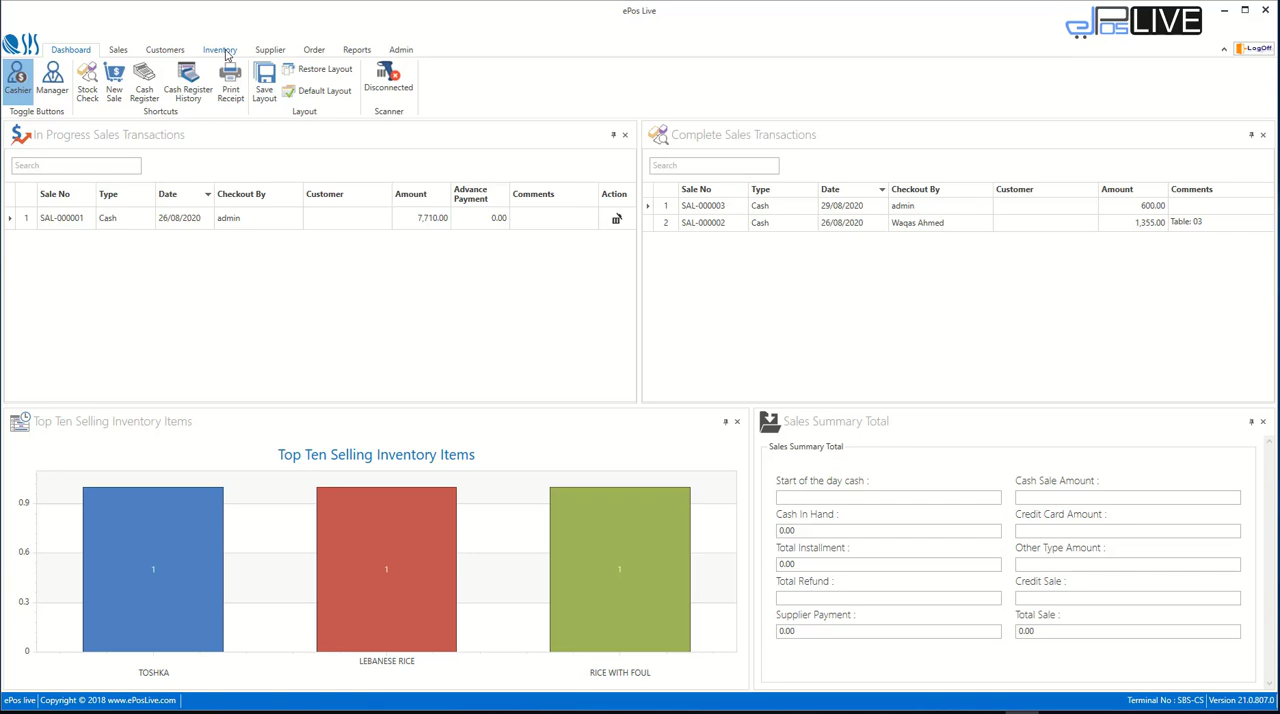 ePos Live
ePos LIVE
SIS
Dashboard Sales Customers Inventory Supplier Order Reports Admin
LogOff
Cashier Manager Stock Check New Sale Cash Register Cash Register History Print Receipt Save Layout Restore Layout Default Layout Disconnected
Toggle Buttons Shortcuts Layout Scanner
In Progress Sales Transactions
Search
Sale No Type Date Checkout By Customer Amount Advance Payment Comments Action
1 SAL-000001 Cash 26/08/2020 admin 7,710.00 0.00
Complete Sales Transactions
Search
Sale No Type Date Checkout By Customer Amount Comments
1 SAL-000003 Cash 29/08/2020 admin 600.00
2 SAL-000002 Cash 26/08/2020 Waqas Ahmed 1,355.00 Table: 03
Top Ten Selling Inventory Items
Top Ten Selling Inventory Items
0.9
0.6
0.3
0
1 1 1
TOSHKA LEBANESE RICE RICE WITH FOUL
Sales Summary Total
Sales Summary Total
Start of the day cash : Cash Sale Amount :
Cash In Hand : Credit Card Amount :
0.00
Total Installment : Other Type Amount :
0.00
Total Refund : Credit Sale :
Supplier Payment : Total Sale :
0.00 0.00
ePos live Copyright © 2018 www.ePosLive.com Terminal No : SBS-CS Version 21.0.807.0